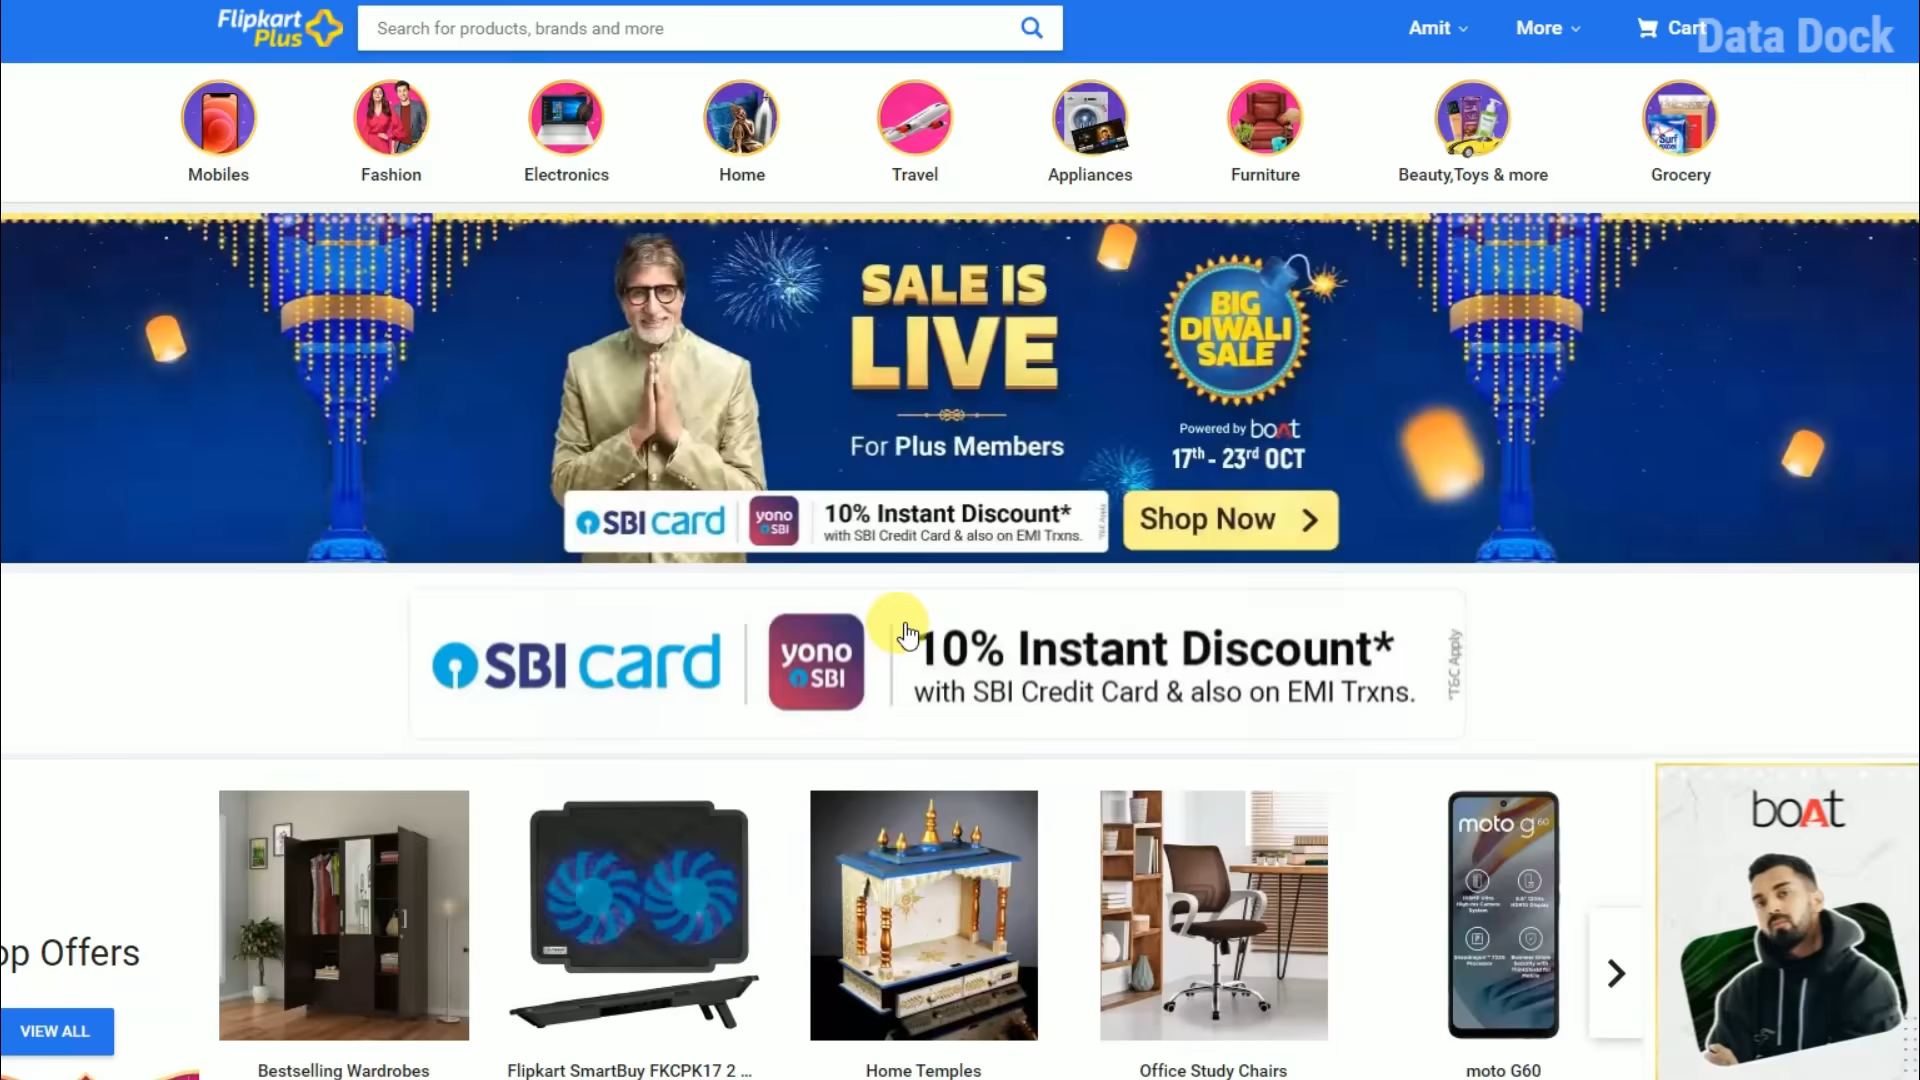 Flipkart
Plus
Search for products, brands and more
Amit
More
Cart
Data Dock
Mobiles
Fashion
Electronics
Home
Travel
Appliances
Furniture
Beauty,Toys & more
Grocery
SALE IS
LIVE
For Plus Members
BIG
DIWALI
SALE
Powered by boAt
17th - 23rd OCT
SBI card
yono
SBI
10% Instant Discount*
with SBI Credit Card & also on EMI Trxns.
*T&C Apply
Shop Now
SBI card
yono
SBI
10% Instant Discount*
with SBI Credit Card & also on EMI Trxns.
*T&C Apply
op Offers
VIEW ALL
moto g60
boAt
Bestselling Wardrobes
Flipkart SmartBuy FKCPK17 2 ...
Home Temples
Office Study Chairs
moto G60